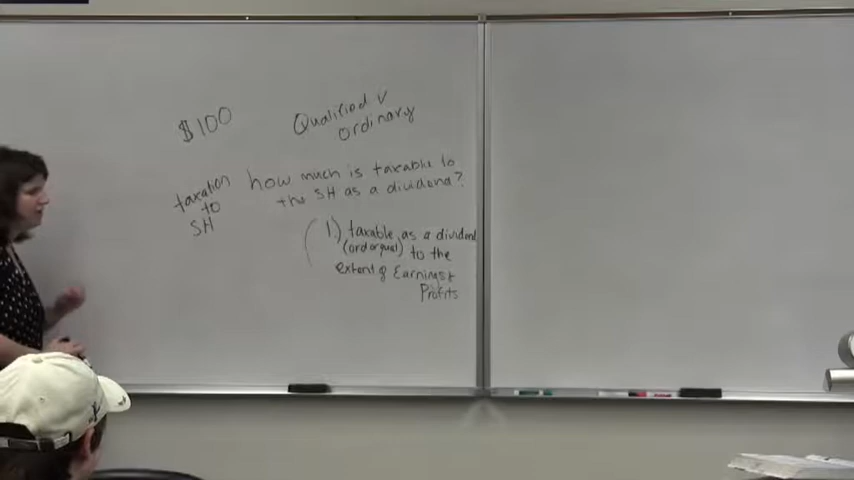 $100
Qualified v
ordinary
taxation
to
SH
how much is taxable to
the SH as a dividend?
1.) taxable as a dividend
(ord or qual) to the
extent of Earnings +
Profits